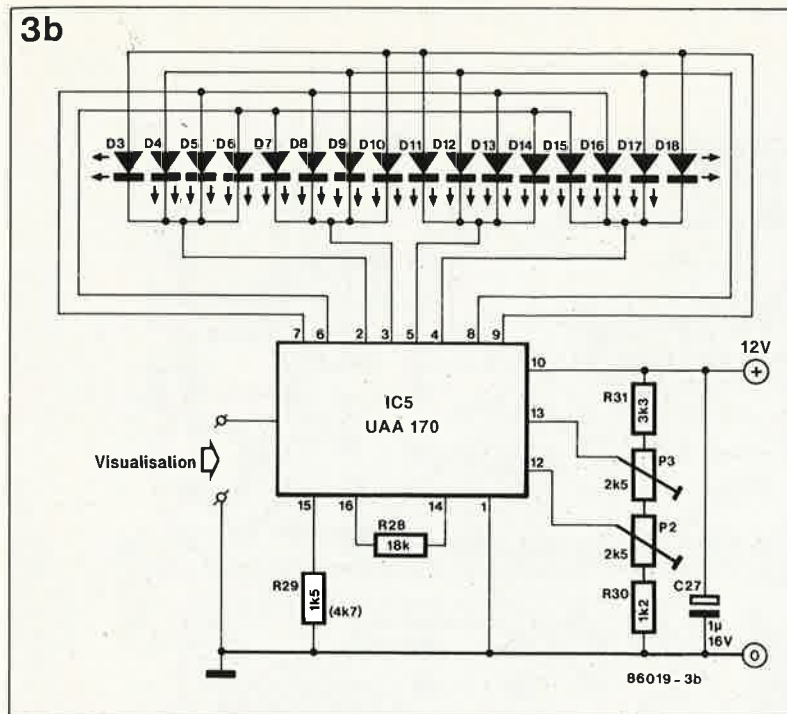 3b
D3 D4 D5 D6 D7 D8 D9 D10 D11 D12 D13 D14 D15 D16 D17 D18
7 6 2 3 5 4 8 9
10
12V
+
IC5
UAA 170
R31
3k3
13
P3
2k5
Visualisation
12
P2
2k5
15 16 14 1
R28
18k
R29
1k5
(4k7)
R30
1k2
C27
1µ
16V
0
86019 - 3b